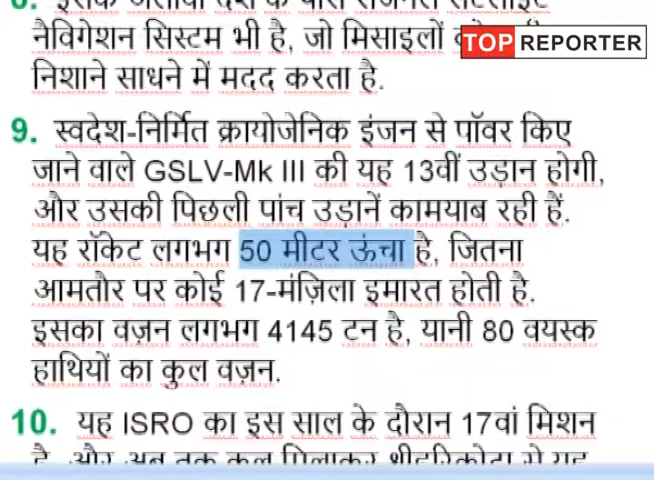 नैविगेशन सिस्टम भी है, जो मिसाइलों
TOP REPORTER
निशाने साधने में मदद करता है.
9. स्वदेश-निर्मित क्रायोजेनिक इंजन से पॉवर किए
जाने वाले GSLV-Mk III की यह 13वीं उड़ान होगी,
और उसकी पिछली पांच उड़ानें कामयाब रही हैं.
यह रॉकेट लगभग 50 मीटर ऊंचा है, जितना
आमतौर पर कोई 17-मंज़िला इमारत होती है.
इसका वज़न लगभग 4145 टन है, यानी 80 वयस्क
हाथियों का कुल वज़न.
10. यह ISRO का इस साल के दौरान 17वां मिशन